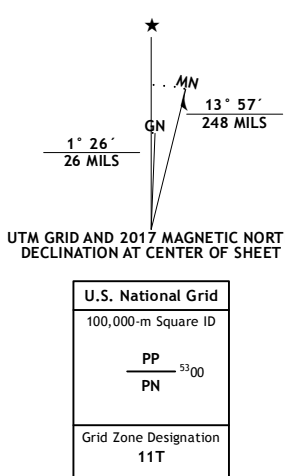 ★
MN
GN
13° 57´
248 MILS
1° 26´
26 MILS
UTM GRID AND 2017 MAGNETIC NORT
DECLINATION AT CENTER OF SHEET
U.S. National Grid
100,000-m Square ID
PP
5300
PN
Grid Zone Designation
11T